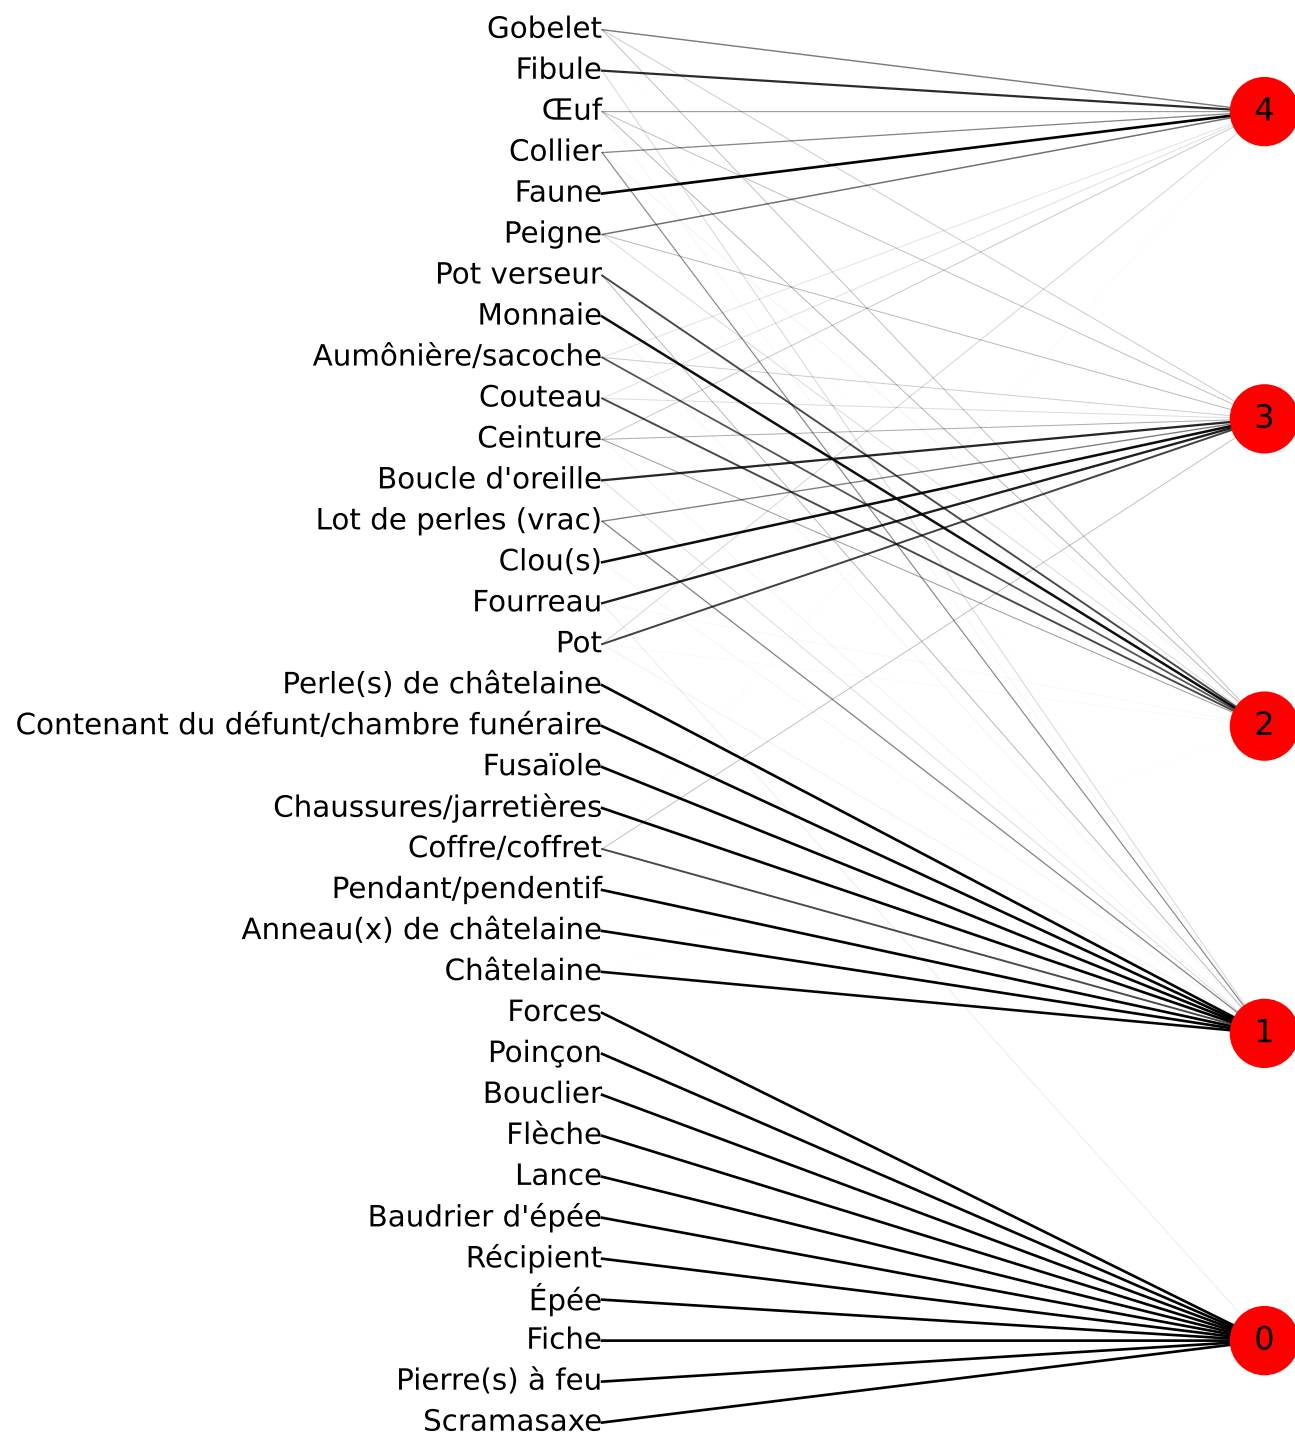 Gobelet
Fibule
Œuf
Collier
Faune
Peigne
Pot verseur
Monnaie
Aumônière/sacoche
Couteau
Ceinture
Boucle d'oreille
Lot de perles (vrac)
Clou(s)
Fourreau
Pot
Perle(s) de châtelaine
Contenant du défunt/chambre funéraire
Fusaïole
Chaussures/jarretières
Coffre/coffret
Pendant/pendentif
Anneau(x) de châtelaine
Châtelaine
Forces
Poinçon
Bouclier
Flèche
Lance
Baudrier d'épée
Récipient
Épée
Fiche
Pierre(s) à feu
Scramasaxe
4
3
2
1
0